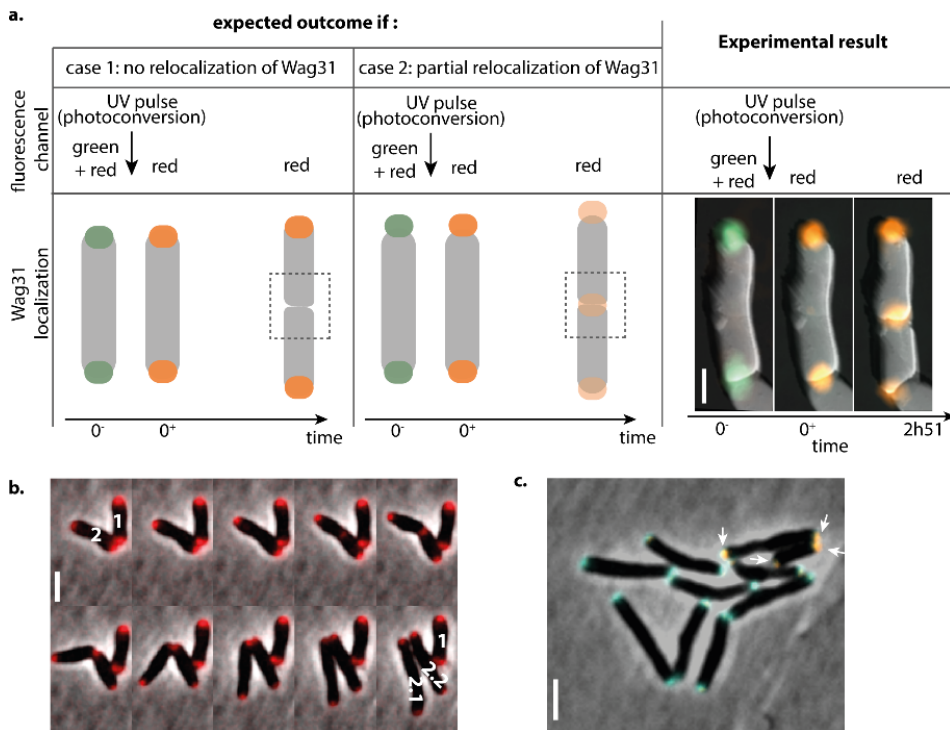 a.
expected outcome if :
Experimental result
case 1: no relocalization of Wag31
case 2: partial relocalization of Wag31
fluorescence
channel
UV pulse
(photoconversion)
green
+ red
red
red
UV pulse
(photoconversion)
green
+ red
red
red
UV pulse
(photoconversion)
green
+ red
red
red
Wag31
localization
0-
0+
time
0-
0+
time
0-
0+
2h51
time
b.
1
2
1
2.2
2.1
c.